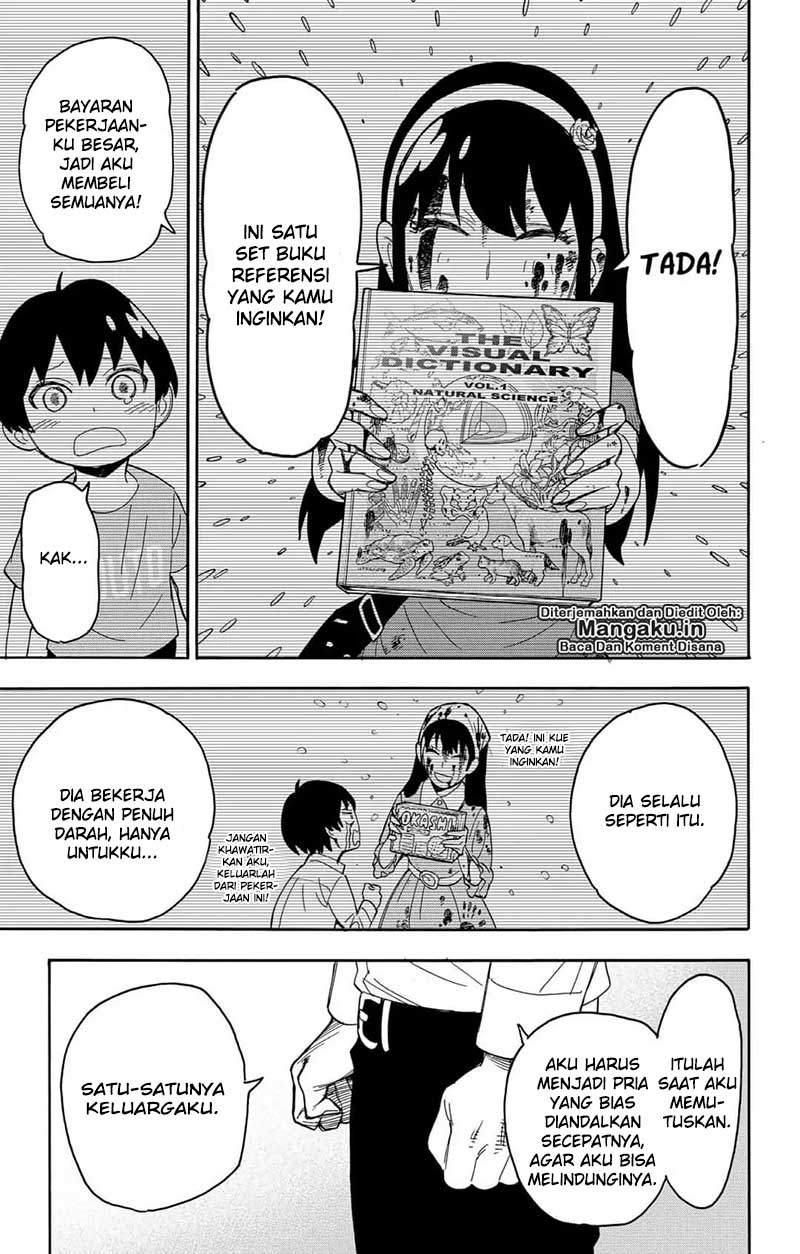 TADA!
INI SATU
SET BUKU
REFERENSI
YANG KAMU
INGINKAN!
THE
VISUAL
DICTIONARY
VOL.1
NATURAL SCIENCE
Diterjemahkan dan Diedit Oleh:
Mangaku.in
Baca Dan Koment Disana
BAYARAN
PEKERJAAN-
KU BESAR,
JADI AKU
MEMBELI
SEMUANYA!
KAK...
DIA SELALU
SEPERTI ITU.
TADA! INI KUE
YANG KAMU
INGINKAN!
OKASHI
JANGAN
KHAWATIR-
KAN AKU,
KELUARLAH
DARI PEKER-
JAAN INI!
DIA BEKERJA
DENGAN PENUH
DARAH, HANYA
UNTUKKU...
ITULAH
SAAT AKU
MEMU-
TUSKAN.
AKU HARUS
MENJADI PRIA
YANG BIAS
DIANDALKAN
SECEPATNYA,
AGAR AKU BISA
MELINDUNGINYA.
SATU-SATUNYA
KELUARGAKU.